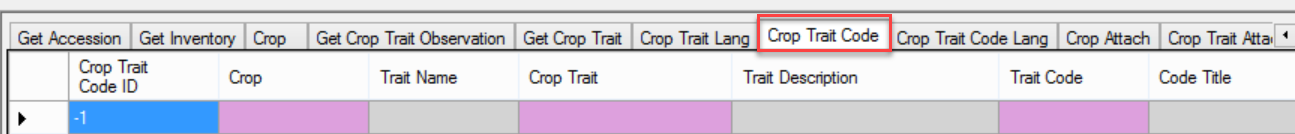 Get Accession Get Inventory Crop Get Crop Trait Observation Get Crop Trait Crop Trait Lang Crop Trait Code Crop Trait Code Lang Crop Attach Crop Trait Atta
Crop Trait Code ID Crop Trait Name Crop Trait Trait Description Trait Code Code Title
-1